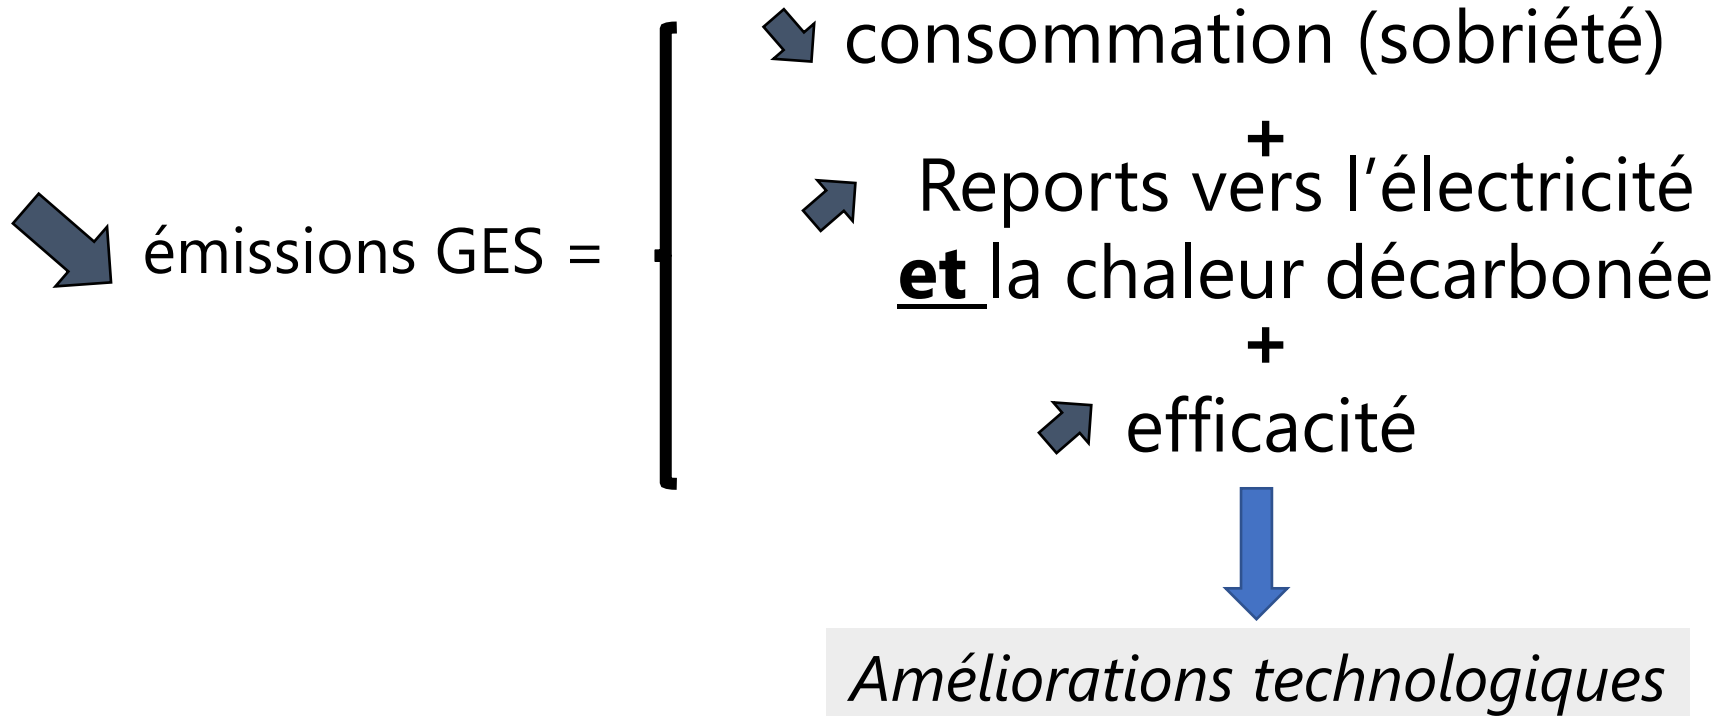 consommation (sobriété)
+
Reports vers l’électricité
émissions GES =
et la chaleur décarbonée
+
efficacité
Améliorations technologiques